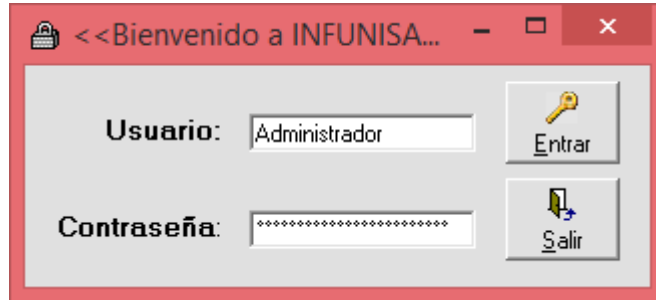 <<Bienvenido a INFUNISA...
Usuario:
Administrador
Entrar
Contraseña:
************************
Salir